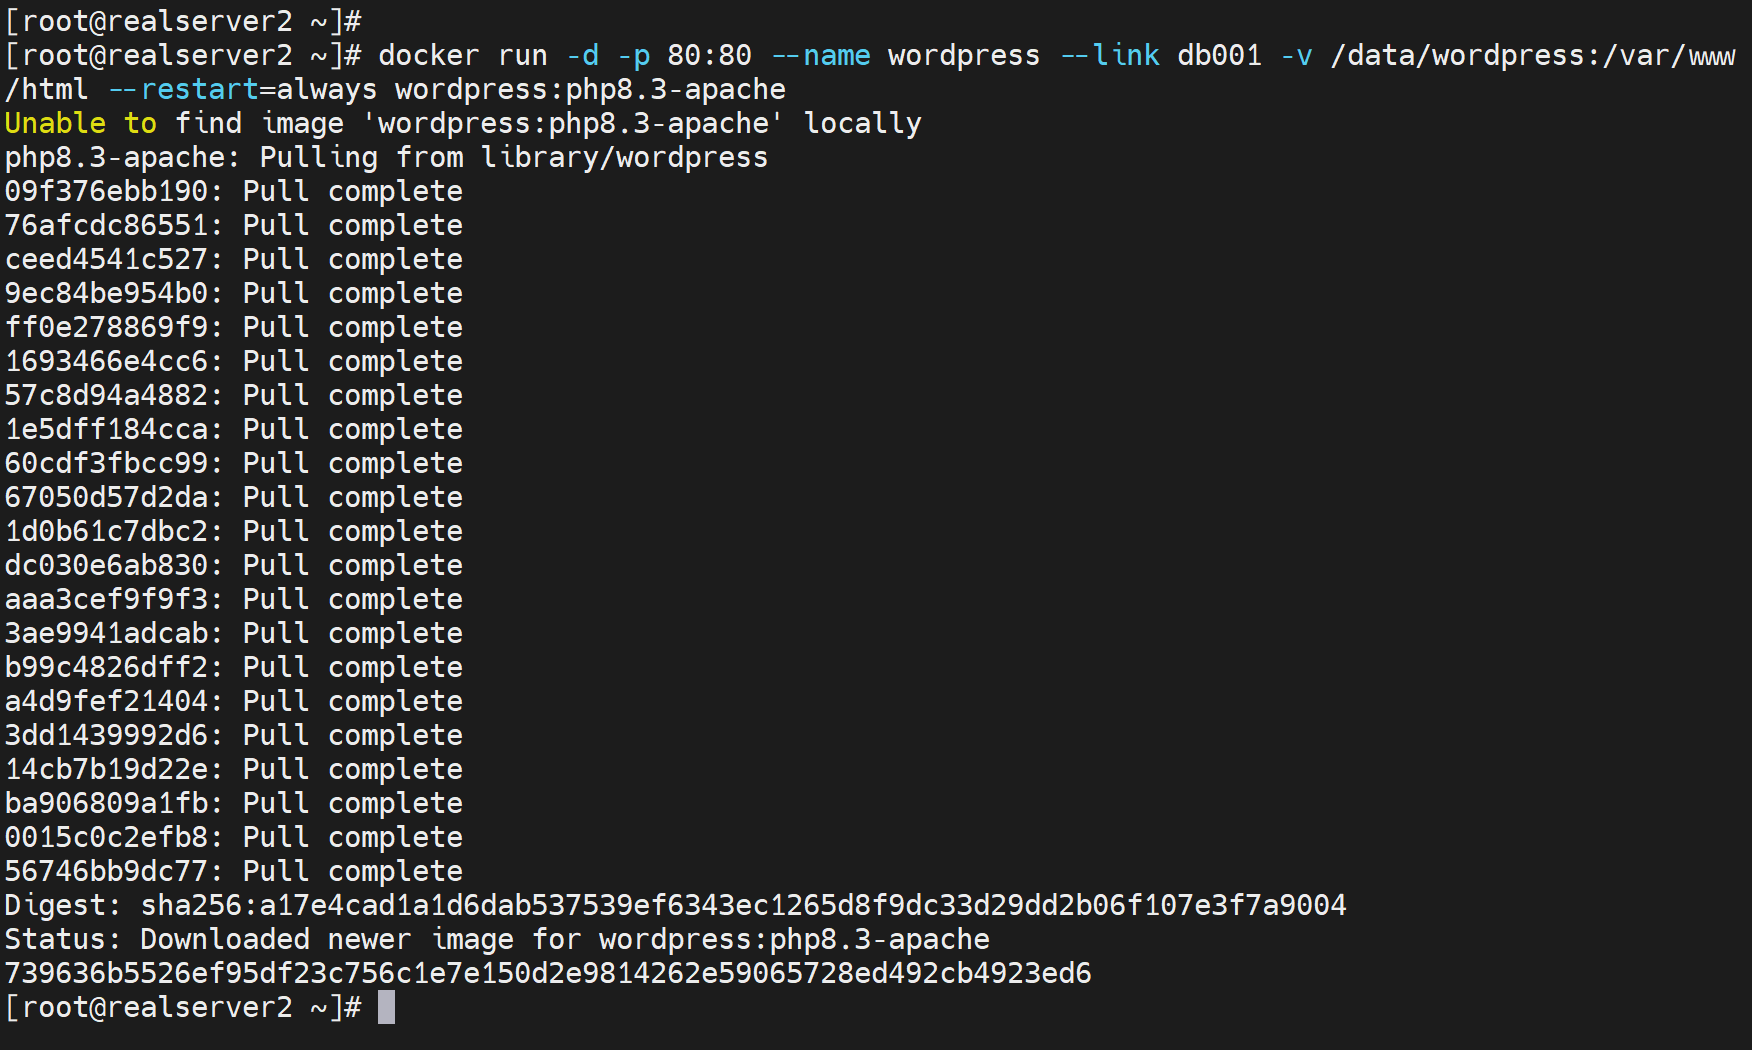 [root@realserver2 ~]#
[root@realserver2 ~]# docker run -d -p 80:80 --name wordpress --link db001 -v /data/wordpress:/var/www
/html --restart=always wordpress:php8.3-apache
Unable to find image 'wordpress:php8.3-apache' locally
php8.3-apache: Pulling from library/wordpress
09f376ebb190: Pull complete
76afcdc86551: Pull complete
ceed4541c527: Pull complete
9ec84be954b0: Pull complete
ff0e278869f9: Pull complete
1693466e4cc6: Pull complete
57c8d94a4882: Pull complete
1e5dff184cca: Pull complete
60cdf3fbcc99: Pull complete
67050d57d2da: Pull complete
1d0b61c7dbc2: Pull complete
dc030e6ab830: Pull complete
aaa3cef9f9f3: Pull complete
3ae9941adcab: Pull complete
b99c4826dff2: Pull complete
a4d9fef21404: Pull complete
3dd1439992d6: Pull complete
14cb7b19d22e: Pull complete
ba906809a1fb: Pull complete
0015c0c2efb8: Pull complete
56746bb9dc77: Pull complete
Digest: sha256:a17e4cad1a1d6dab537539ef6343ec1265d8f9dc33d29dd2b06f107e3f7a9004
Status: Downloaded newer image for wordpress:php8.3-apache
739636b5526ef95df23c756c1e7e150d2e9814262e59065728ed492cb4923ed6
[root@realserver2 ~]#